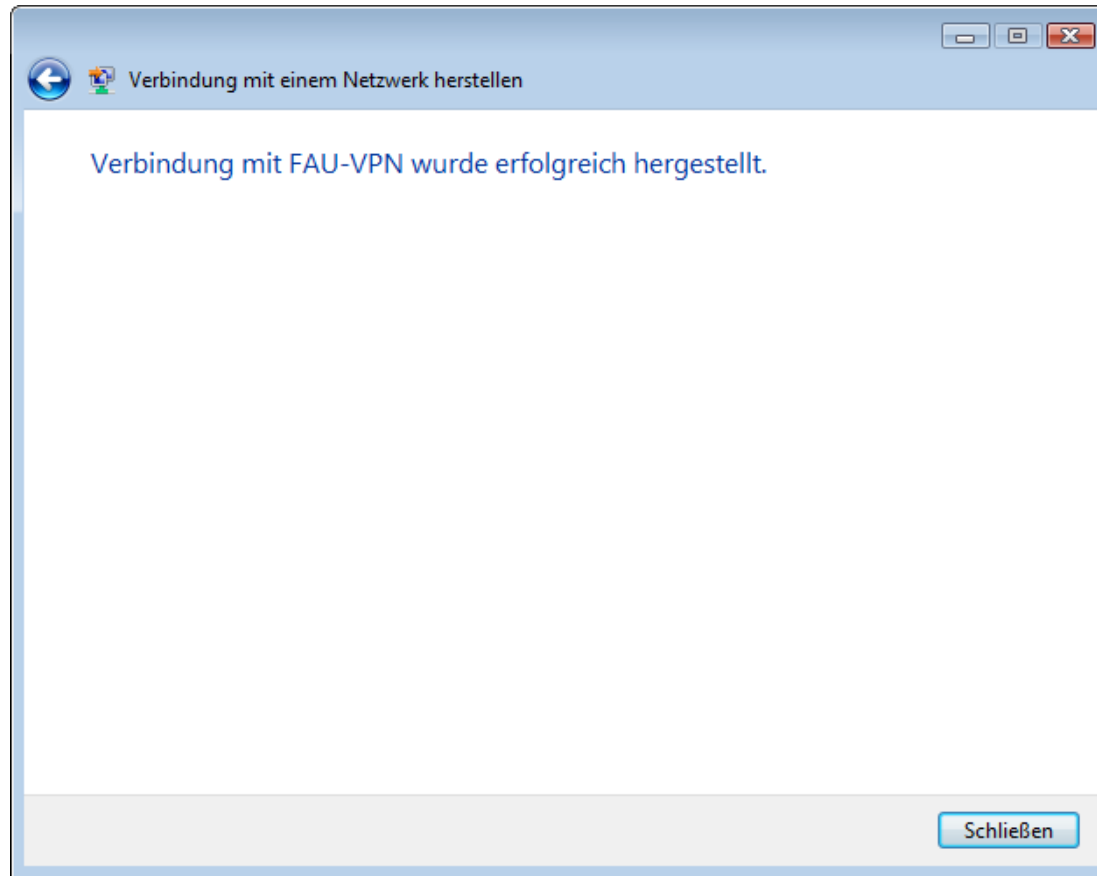 Verbindung mit einem Netzwerk herstellen
Verbindung mit FAU-VPN wurde erfolgreich hergestellt.
Schließen